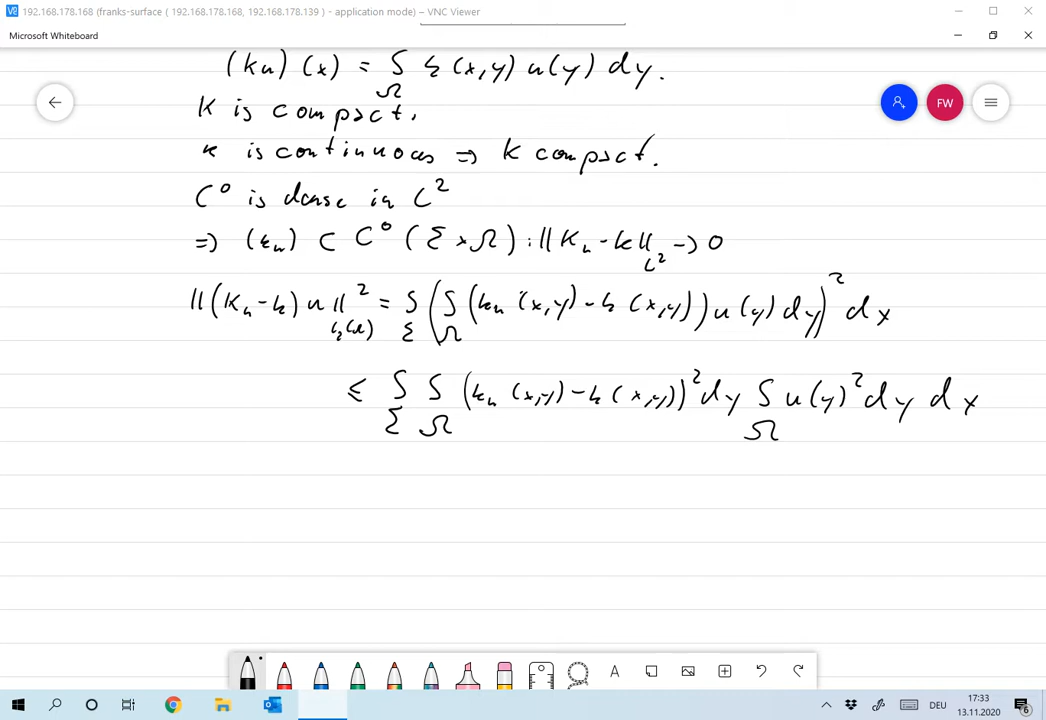 192.168.178.168 (franks-surface ( 192.168.178.168, 192.168.178.139 ) - application mode) – VNC Viewer
Microsoft Whiteboard
FW
(Ku)(x) = ∫_Ω k(x,y) u(y) dy.
K is compact.
k is continuous ⇒ K compact.
C⁰ is dense in L²
⇒ (k_n) ⊂ C⁰(Σ×Ω) : ||k_n - k||_L² → 0
||(K_n - K) u||²_L₂(Σ) = ∫_Σ (∫_Ω (k_n(x,y) - k(x,y)) u(y) dy)² dx
≤ ∫_Σ ∫_Ω (k_n(x,y) - k(x,y))² dy ∫_Ω u(y)² dy dx
A
DEU
17:33
13.11.2020
6